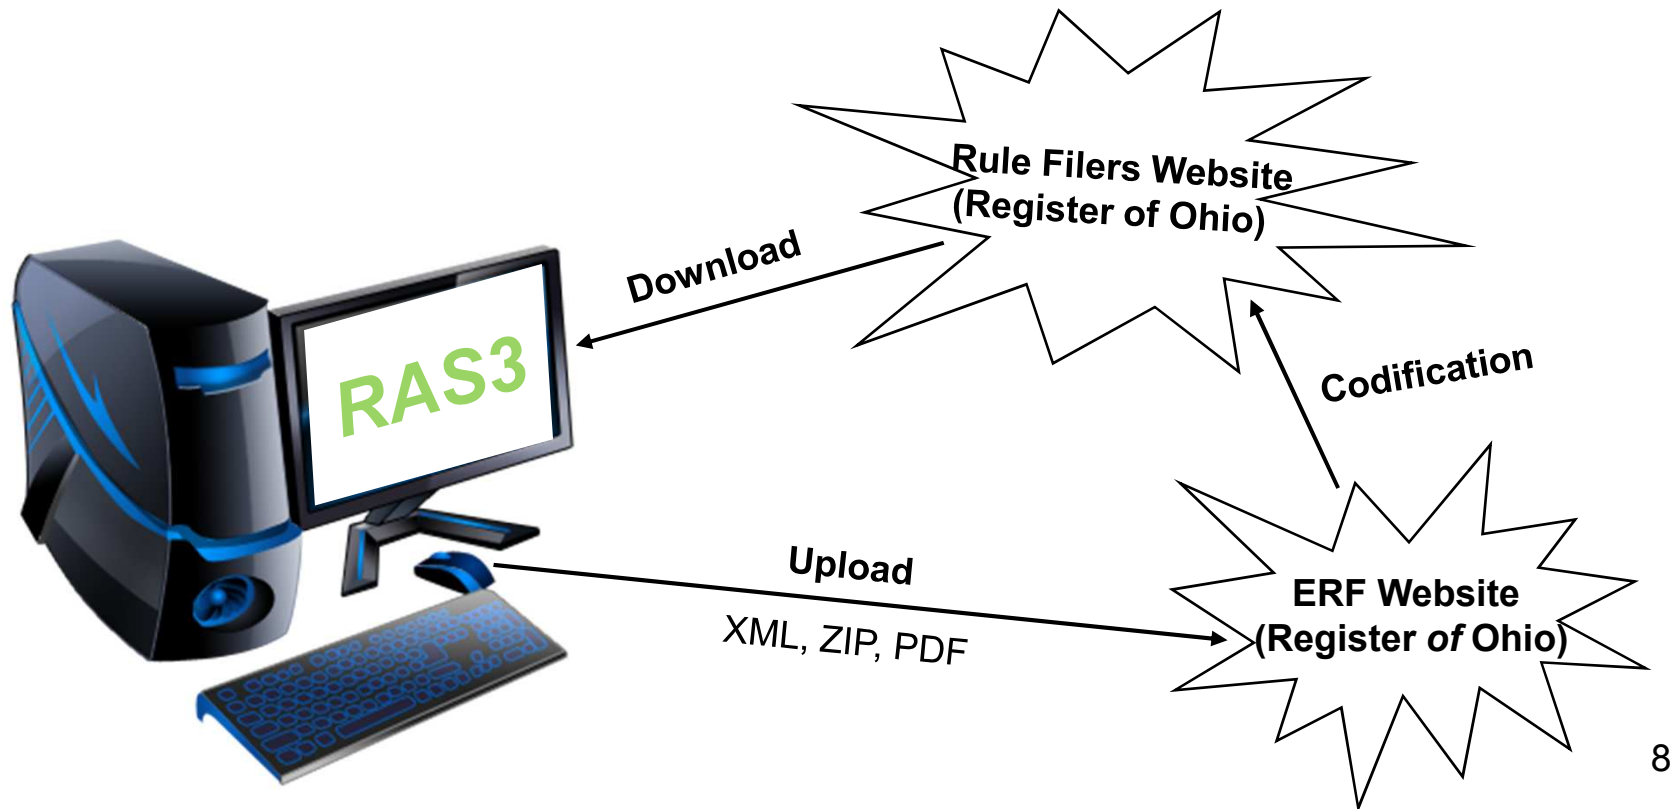 Rule Filers Website
(Register of Ohio)
Download
RAS3
Codification
Upload
XML, ZIP, PDF
ERF Website
(Register of Ohio)
8